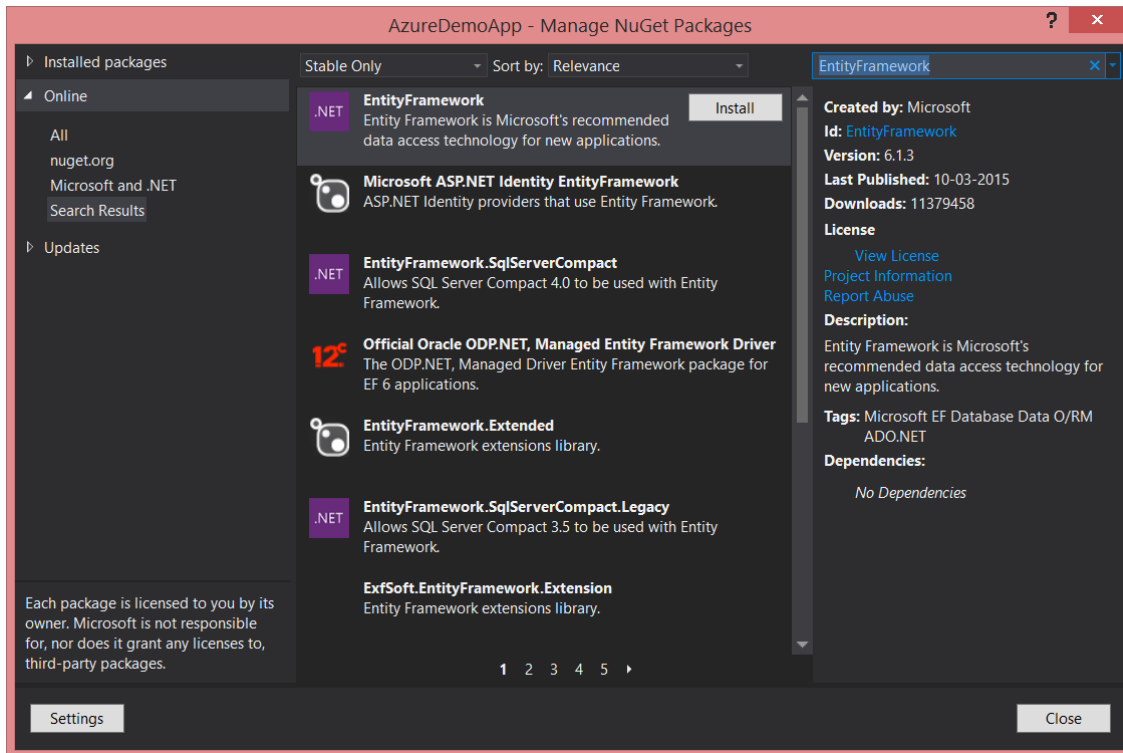 AzureDemoApp - Manage NuGet Packages
?
Installed packages
Online
All
nuget.org
Microsoft and .NET
Search Results
Updates
Each package is licensed to you by its
owner. Microsoft is not responsible
for, nor does it grant any licenses to,
third-party packages.
Stable Only
Sort by: Relevance
.NET
EntityFramework
Install
Entity Framework is Microsoft's recommended
data access technology for new applications.
Microsoft ASP.NET Identity EntityFramework
ASP.NET Identity providers that use Entity Framework.
.NET
EntityFramework.SqlServerCompact
Allows SQL Server Compact 4.0 to be used with Entity
Framework.
12c
Official Oracle ODP.NET, Managed Entity Framework Driver
The ODP.NET, Managed Driver Entity Framework package for
EF 6 applications.
EntityFramework.Extended
Entity Framework extensions library.
.NET
EntityFramework.SqlServerCompact.Legacy
Allows SQL Server Compact 3.5 to be used with Entity
Framework.
ExfSoft.EntityFramework.Extension
Entity Framework extensions library.
1 2 3 4 5
EntityFramework
Created by: Microsoft
Id: EntityFramework
Version: 6.1.3
Last Published: 10-03-2015
Downloads: 11379458
License
View License
Project Information
Report Abuse
Description:
Entity Framework is Microsoft's
recommended data access technology for
new applications.
Tags: Microsoft EF Database Data O/RM
ADO.NET
Dependencies:
No Dependencies
Settings
Close